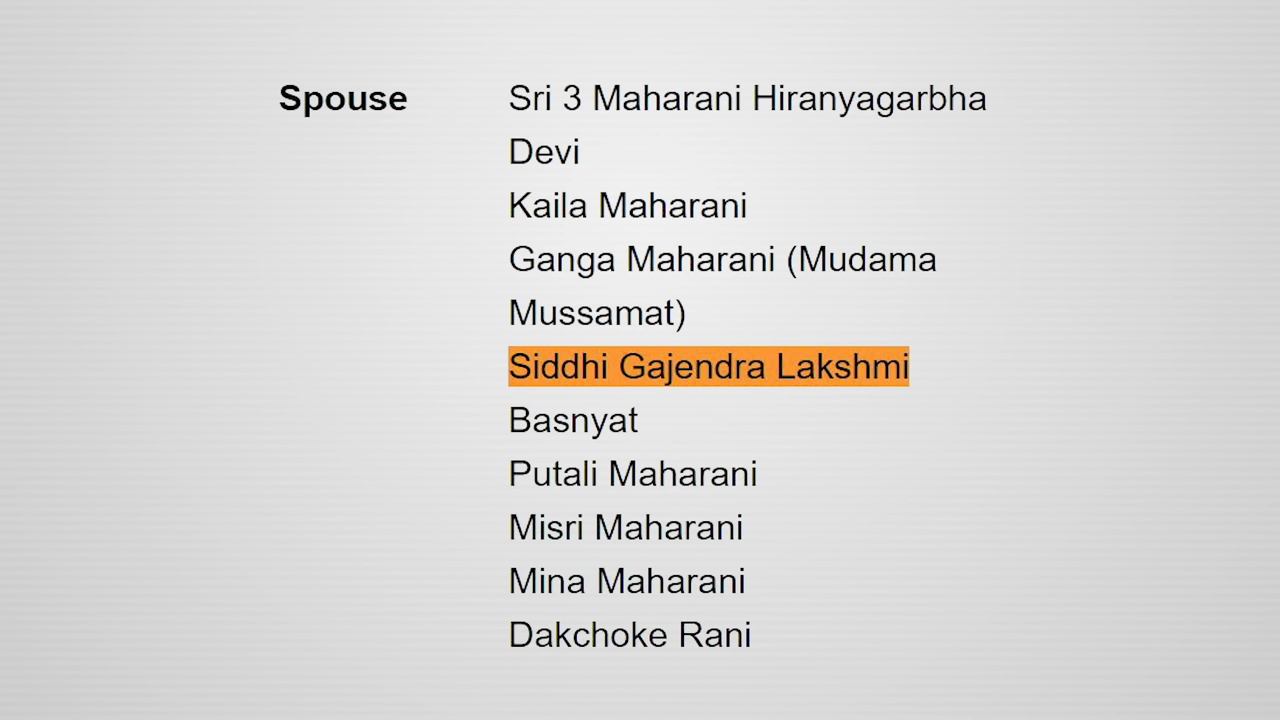 Spouse Sri 3 Maharani Hiranyagarbha
Devi
Kaila Maharani
Ganga Maharani (Mudama
Mussamat)
Siddhi Gajendra Lakshmi
Basnyat
Putali Maharani
Misri Maharani
Mina Maharani
Dakchoke Rani